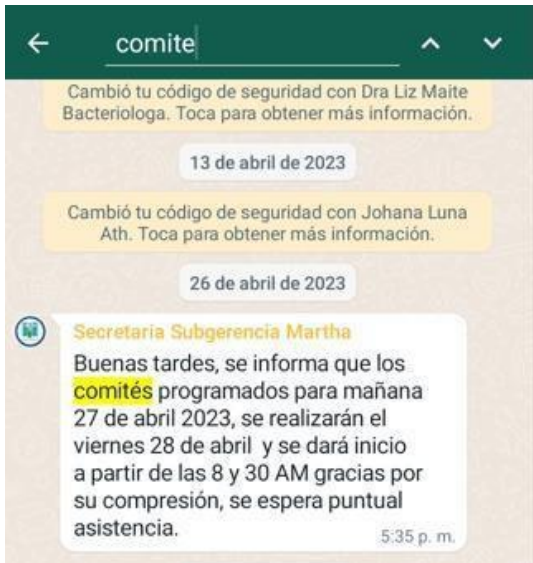 comite
Cambió tu código de seguridad con Dra Liz Maite
Bacteriologa. Toca para obtener más información.
13 de abril de 2023
Cambió tu código de seguridad con Johana Luna
Ath. Toca para obtener más información.
26 de abril de 2023
Secretaria Subgerencia Martha
Buenas tardes, se informa que los
comités programados para mañana
27 de abril 2023, se realizarán el
viernes 28 de abril y se dará inicio
a partir de las 8 y 30 AM gracias por
su compresión, se espera puntual
asistencia.
5:35 p. m.